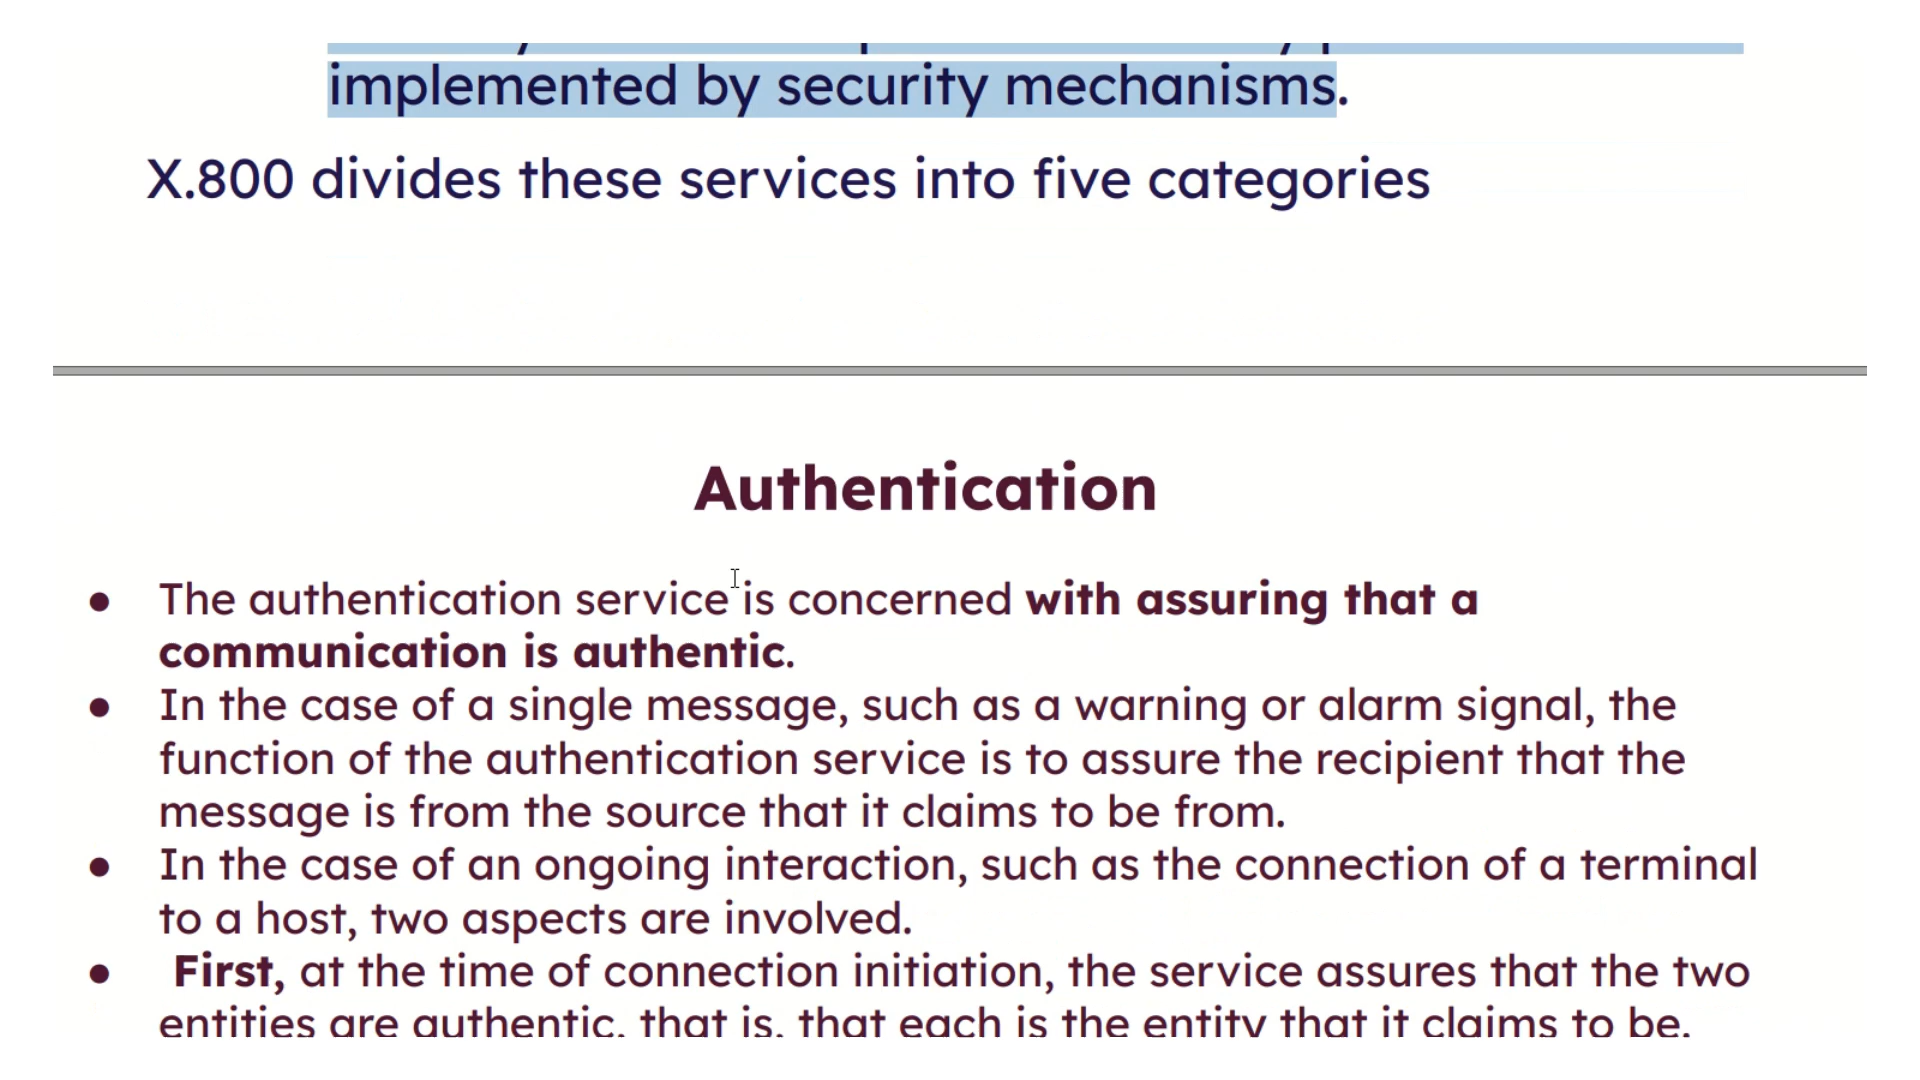 implemented by security mechanisms.
X.800 divides these services into five categories
Authentication
● The authentication service is concerned with assuring that a
communication is authentic.
● In the case of a single message, such as a warning or alarm signal, the
function of the authentication service is to assure the recipient that the
message is from the source that it claims to be from.
● In the case of an ongoing interaction, such as the connection of a terminal
to a host, two aspects are involved.
● First, at the time of connection initiation, the service assures that the two
entities are authentic, that is, that each is the entity that it claims to be.